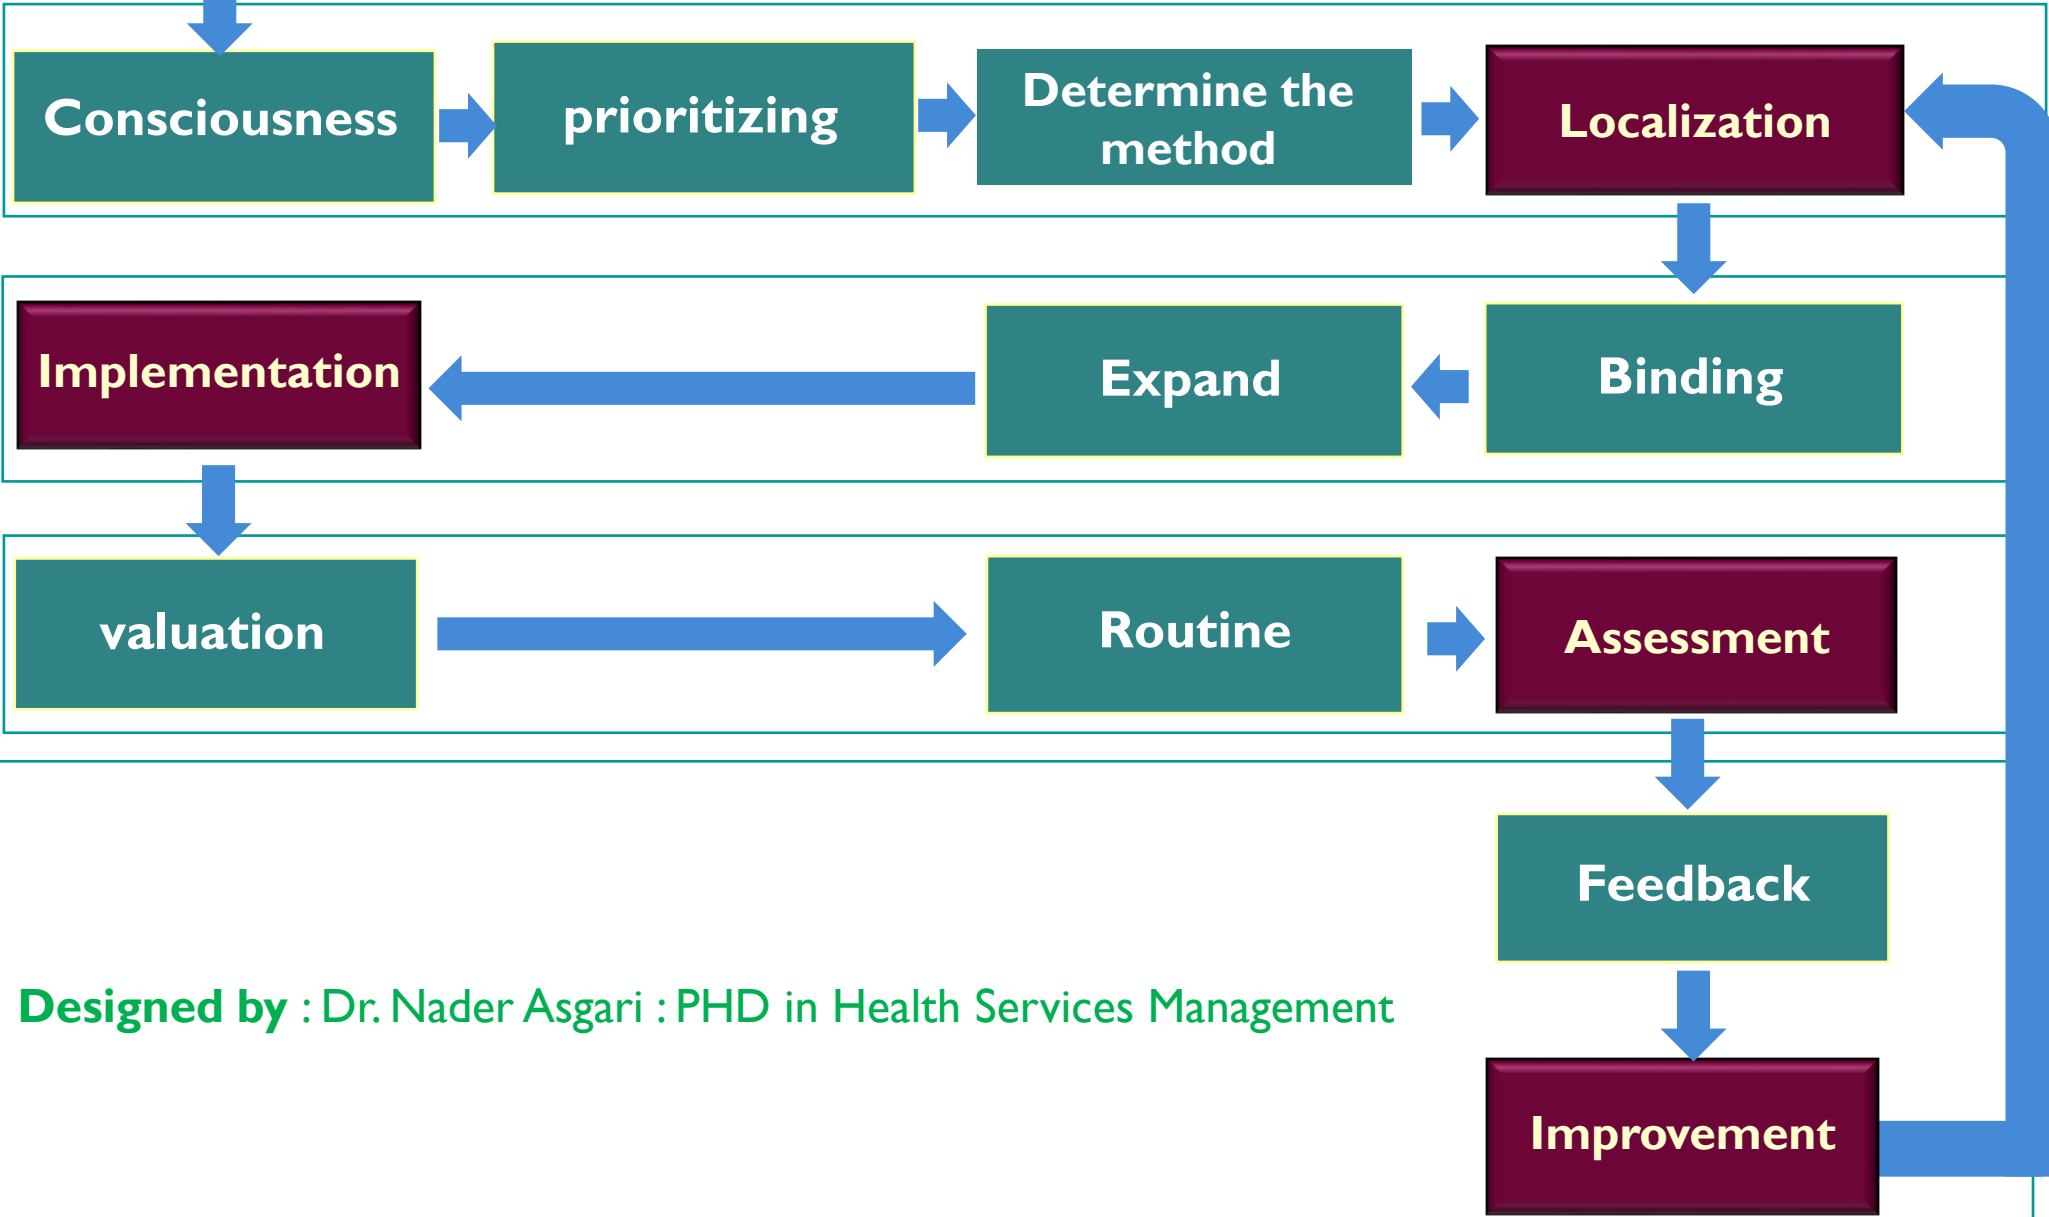 Consciousness
prioritizing
Determine the
method
Localization
Implementation
Expand
Binding
valuation
Routine
Assessment
Feedback
Designed by : Dr. Nader Asgari : PHD in Health Services Management
Improvement